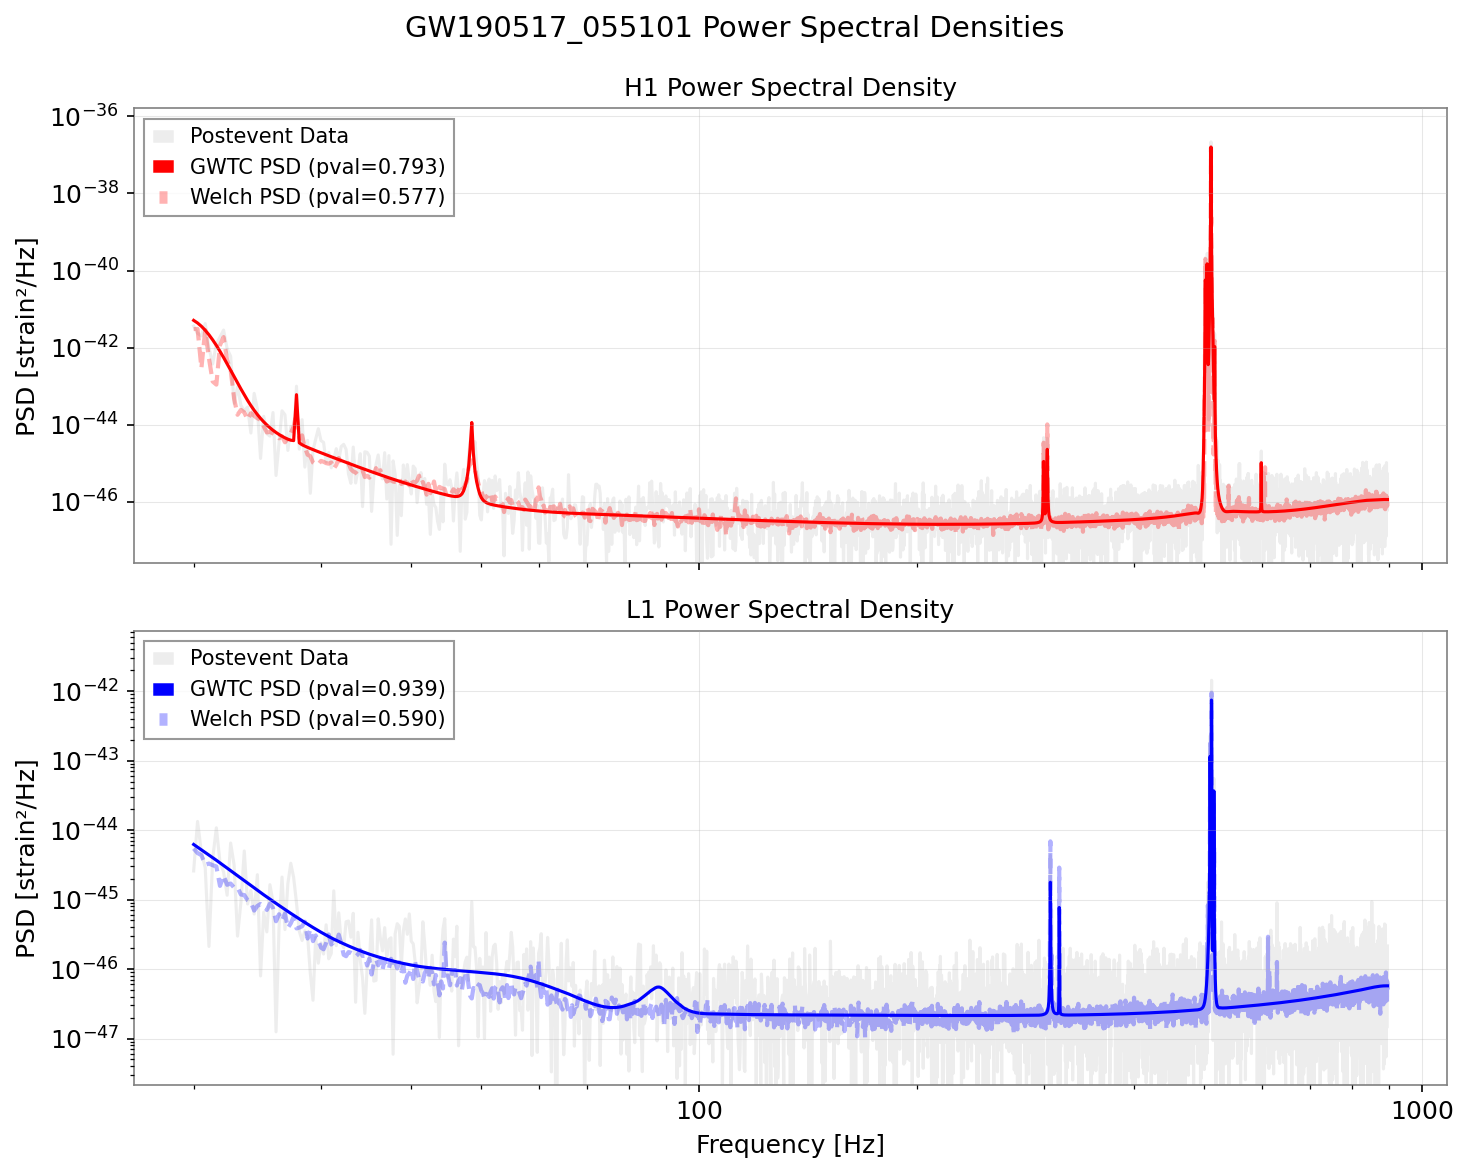 GW190517_055101 Power Spectral Densities
H1 Power Spectral Density
PSD [strain²/Hz]
10⁻³⁶
10⁻³⁸
10⁻⁴⁰
10⁻⁴²
10⁻⁴⁴
10⁻⁴⁶
Postevent Data
GWTC PSD (pval=0.793)
Welch PSD (pval=0.577)
L1 Power Spectral Density
PSD [strain²/Hz]
10⁻⁴²
10⁻⁴³
10⁻⁴⁴
10⁻⁴⁵
10⁻⁴⁶
10⁻⁴⁷
Postevent Data
GWTC PSD (pval=0.939)
Welch PSD (pval=0.590)
100 1000
Frequency [Hz]